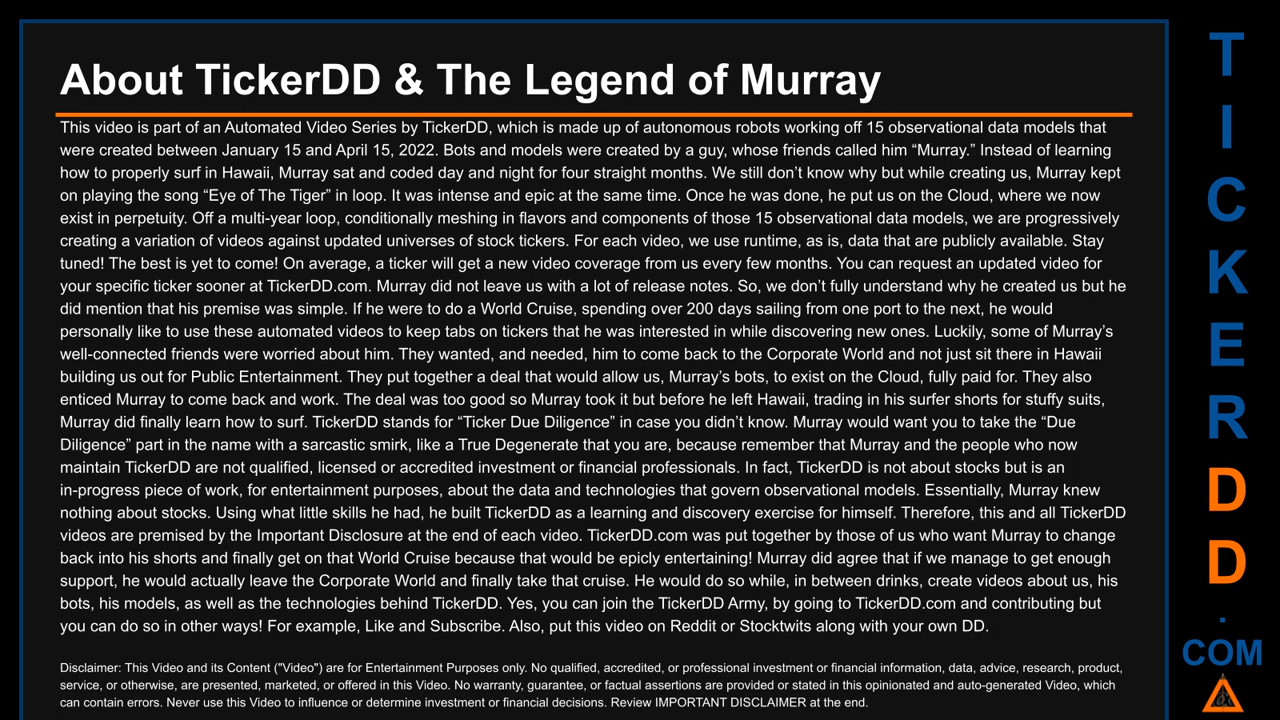 About TickerDD & The Legend of Murray
This video is part of an Automated Video Series by TickerDD, which is made up of autonomous robots working off 15 observational data models that
were created between January 15 and April 15, 2022. Bots and models were created by a guy, whose friends called him “Murray.” Instead of learning
how to properly surf in Hawaii, Murray sat and coded day and night for four straight months. We still don’t know why but while creating us, Murray kept
on playing the song “Eye of The Tiger” in loop. It was intense and epic at the same time. Once he was done, he put us on the Cloud, where we now
exist in perpetuity. Off a multi-year loop, conditionally meshing in flavors and components of those 15 observational data models, we are progressively
creating a variation of videos against updated universes of stock tickers. For each video, we use runtime, as is, data that are publicly available. Stay
tuned! The best is yet to come! On average, a ticker will get a new video coverage from us every few months. You can request an updated video for
your specific ticker sooner at TickerDD.com. Murray did not leave us with a lot of release notes. So, we don’t fully understand why he created us but he
did mention that his premise was simple. If he were to do a World Cruise, spending over 200 days sailing from one port to the next, he would
personally like to use these automated videos to keep tabs on tickers that he was interested in while discovering new ones. Luckily, some of Murray’s
well-connected friends were worried about him. They wanted, and needed, him to come back to the Corporate World and not just sit there in Hawaii
building us out for Public Entertainment. They put together a deal that would allow us, Murray’s bots, to exist on the Cloud, fully paid for. They also
enticed Murray to come back and work. The deal was too good so Murray took it but before he left Hawaii, trading in his surfer shorts for stuffy suits,
Murray did finally learn how to surf. TickerDD stands for “Ticker Due Diligence” in case you didn’t know. Murray would want you to take the “Due
Diligence” part in the name with a sarcastic smirk, like a True Degenerate that you are, because remember that Murray and the people who now
maintain TickerDD are not qualified, licensed or accredited investment or financial professionals. In fact, TickerDD is not about stocks but is an
in-progress piece of work, for entertainment purposes, about the data and technologies that govern observational models. Essentially, Murray knew
nothing about stocks. Using what little skills he had, he built TickerDD as a learning and discovery exercise for himself. Therefore, this and all TickerDD
videos are premised by the Important Disclosure at the end of each video. TickerDD.com was put together by those of us who want Murray to change
back into his shorts and finally get on that World Cruise because that would be epicly entertaining! Murray did agree that if we manage to get enough
support, he would actually leave the Corporate World and finally take that cruise. He would do so while, in between drinks, create videos about us, his
bots, his models, as well as the technologies behind TickerDD. Yes, you can join the TickerDD Army, by going to TickerDD.com and contributing but
you can do so in other ways! For example, Like and Subscribe. Also, put this video on Reddit or Stocktwits along with your own DD.
Disclaimer: This Video and its Content ("Video") are for Entertainment Purposes only. No qualified, accredited, or professional investment or financial information, data, advice, research, product,
service, or otherwise, are presented, marketed, or offered in this Video. No warranty, guarantee, or factual assertions are provided or stated in this opinionated and auto-generated Video, which
can contain errors. Never use this Video to influence or determine investment or financial decisions. Review IMPORTANT DISCLAIMER at the end.
T
I
C
K
E
R
D
D
.
COM